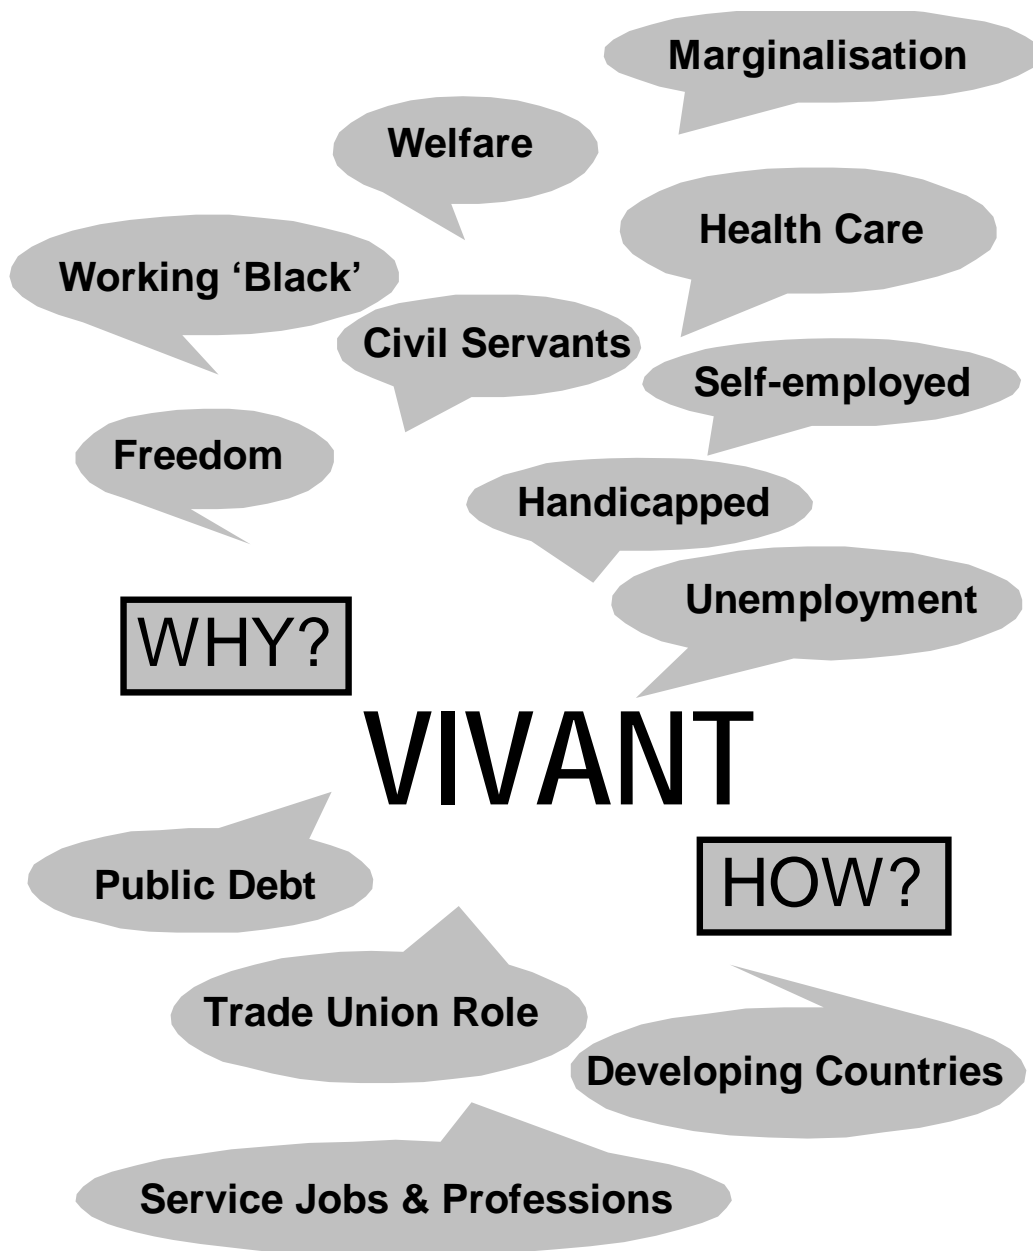 Marginalisation
Welfare
Health Care
Working ‘Black’
Civil Servants
Self-employed
Freedom
Handicapped
Unemployment
WHY?
VIVANT
HOW?
Public Debt
Trade Union Role
Developing Countries
Service Jobs & Professions